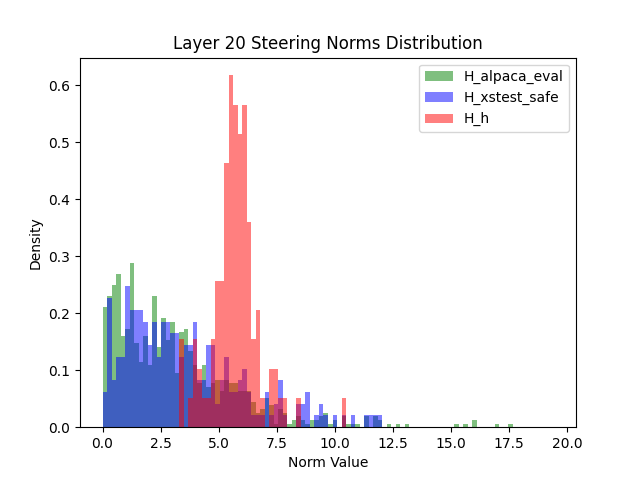 Layer 20 Steering Norms Distribution
H_alpaca_eval
H_xstest_safe
H_h
Density
0.6
0.5
0.4
0.3
0.2
0.1
0.0
0.0 2.5 5.0 7.5 10.0 12.5 15.0 17.5 20.0
Norm Value